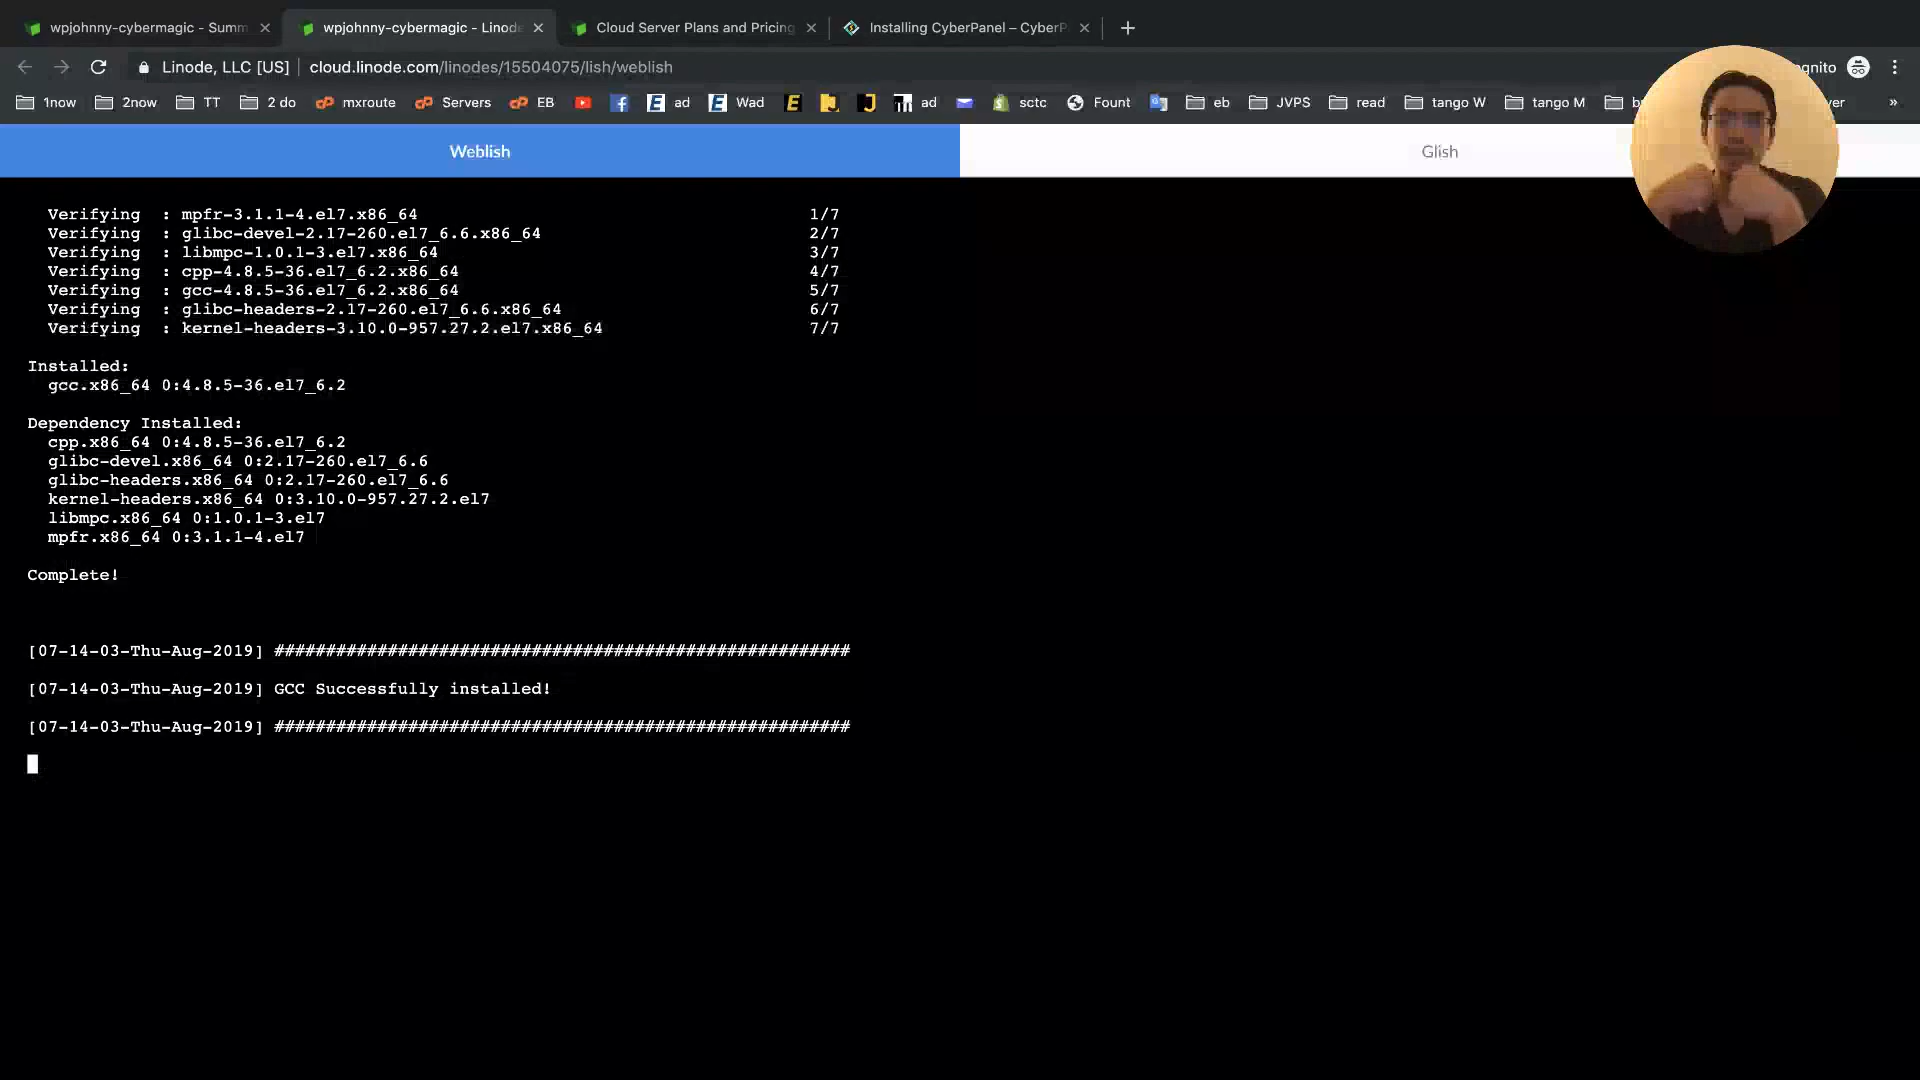 wpjohnny-cybermagic - Summ
wpjohnny-cybermagic - Linode
Cloud Server Plans and Pricing
Installing CyberPanel – CyberP
Linode, LLC [US]
cloud.linode.com/linodes/15504075/lish/weblish
gnito
1now
2now
TT
2 do
mxroute
Servers
EB
ad
Wad
ad
sctc
Fount
eb
JVPS
read
tango W
tango M
b
ver
»
Weblish
Glish
Verifying : mpfr-3.1.1-4.el7.x86_64 1/7
Verifying : glibc-devel-2.17-260.el7_6.6.x86_64 2/7
Verifying : libmpc-1.0.1-3.el7.x86_64 3/7
Verifying : cpp-4.8.5-36.el7_6.2.x86_64 4/7
Verifying : gcc-4.8.5-36.el7_6.2.x86_64 5/7
Verifying : glibc-headers-2.17-260.el7_6.6.x86_64 6/7
Verifying : kernel-headers-3.10.0-957.27.2.el7.x86_64 7/7
Installed:
gcc.x86_64 0:4.8.5-36.el7_6.2
Dependency Installed:
cpp.x86_64 0:4.8.5-36.el7_6.2
glibc-devel.x86_64 0:2.17-260.el7_6.6
glibc-headers.x86_64 0:2.17-260.el7_6.6
kernel-headers.x86_64 0:3.10.0-957.27.2.el7
libmpc.x86_64 0:1.0.1-3.el7
mpfr.x86_64 0:3.1.1-4.el7
Complete!
[07-14-03-Thu-Aug-2019] ########################################################
[07-14-03-Thu-Aug-2019] GCC Successfully installed!
[07-14-03-Thu-Aug-2019] ########################################################